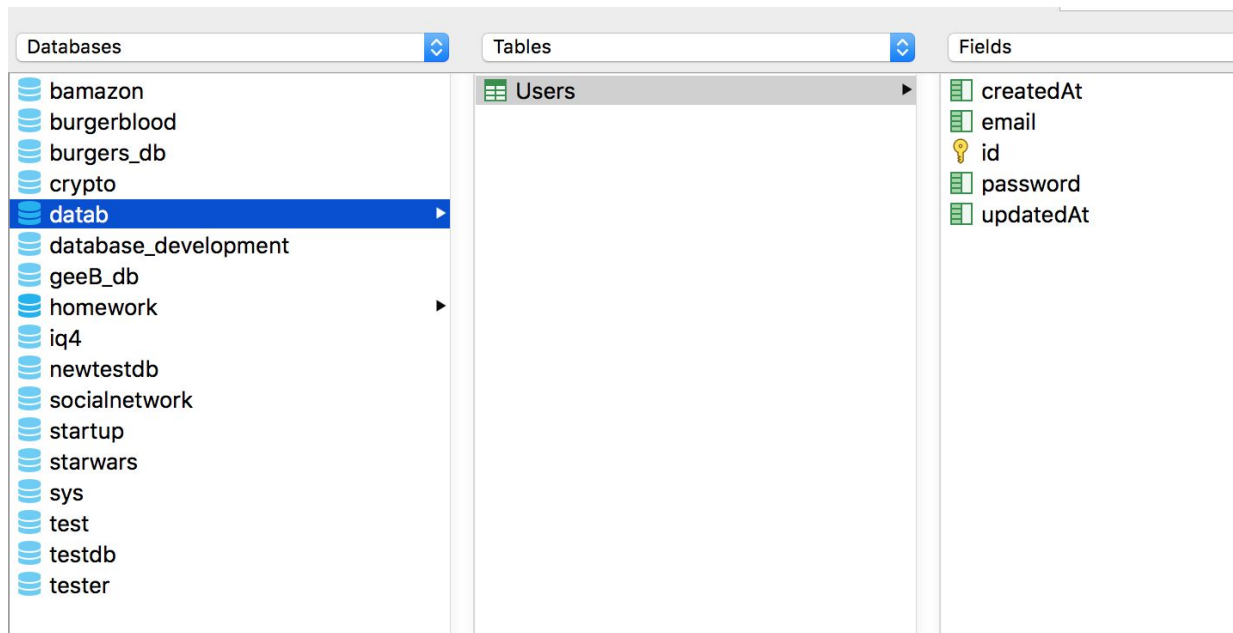 Databases
Tables
Fields
bamazon
burgerblood
burgers_db
crypto
datab
database_development
geeB_db
homework
iq4
newtestdb
socialnetwork
startup
starwars
sys
test
testdb
tester
Users
createdAt
email
id
password
updatedAt